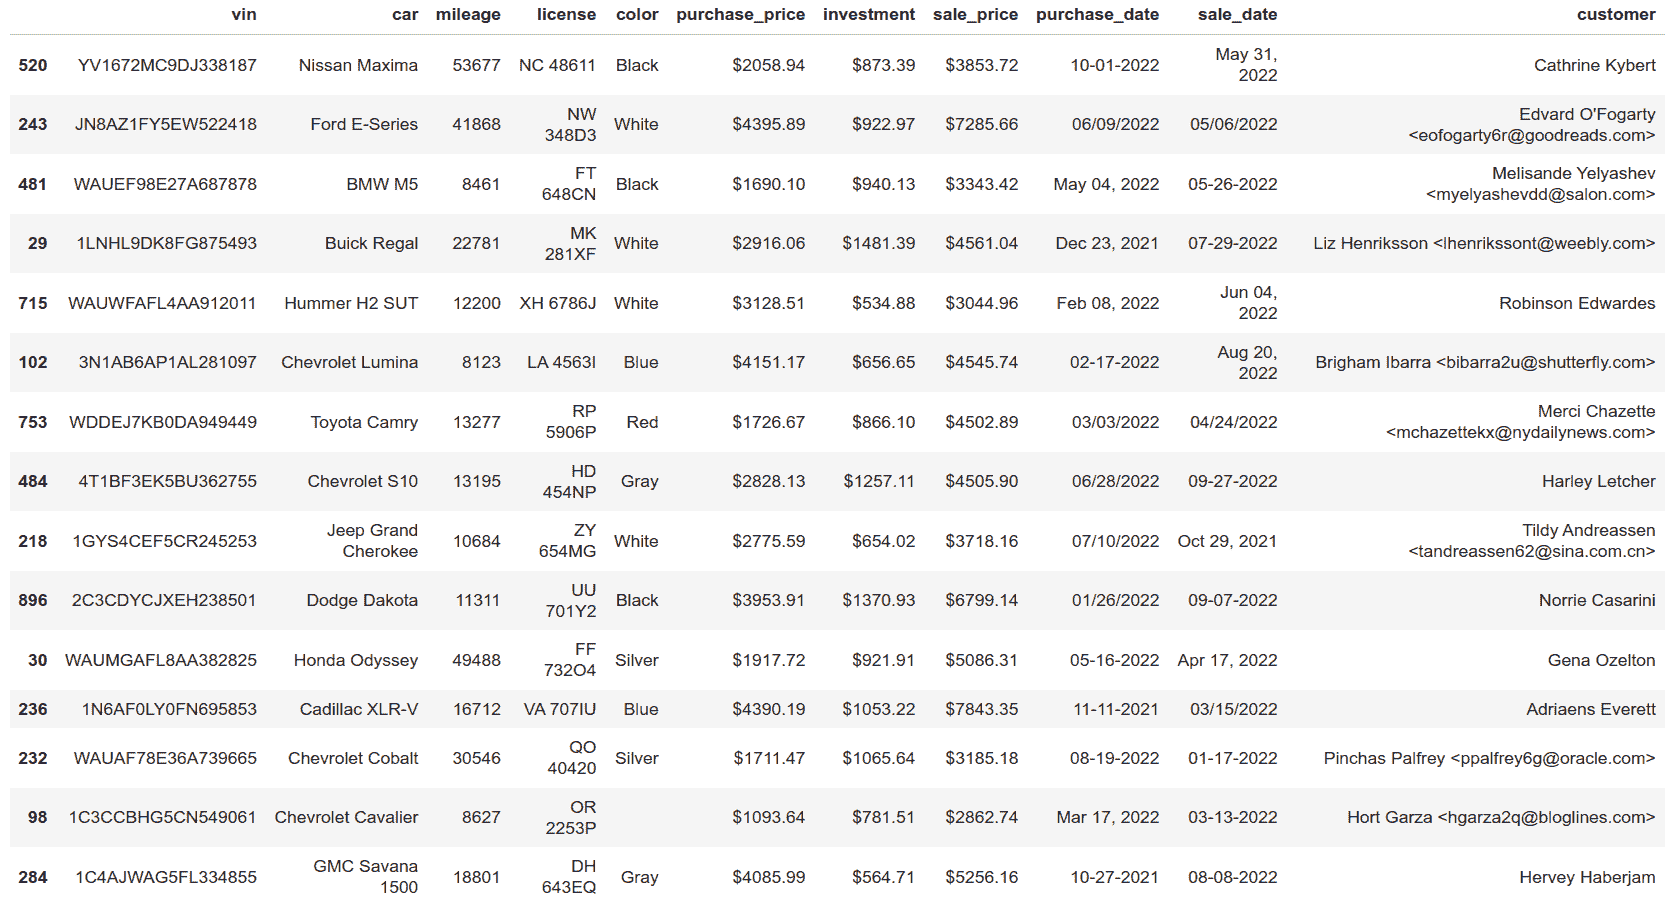 vin car mileage license color purchase_price investment sale_price purchase_date sale_date customer
520 YV1672MC9DJ338187 Nissan Maxima 53677 NC 48611 Black $2058.94 $873.39 $3853.72 10-01-2022 May 31, 2022 Cathrine Kybert
243 JN8AZ1FY5EW522418 Ford E-Series 41868 NW 348D3 White $4395.89 $922.97 $7285.66 06/09/2022 05/06/2022 Edvard O'Fogarty <eofogarty6r@goodreads.com>
481 WAUEF98E27A687878 BMW M5 8461 FT 648CN Black $1690.10 $940.13 $3343.42 May 04, 2022 05-26-2022 Melisande Yelyashev <myelyashevdd@salon.com>
29 1LNHL9DK8FG875493 Buick Regal 22781 MK 281XF White $2916.06 $1481.39 $4561.04 Dec 23, 2021 07-29-2022 Liz Henriksson <lhenrikssont@weebly.com>
715 WAUWFAFL4AA912011 Hummer H2 SUT 12200 XH 6786J White $3128.51 $534.88 $3044.96 Feb 08, 2022 Jun 04, 2022 Robinson Edwardes
102 3N1AB6AP1AL281097 Chevrolet Lumina 8123 LA 4563I Blue $4151.17 $656.65 $4545.74 02-17-2022 Aug 20, 2022 Brigham Ibarra <bibarra2u@shutterfly.com>
753 WDDEJ7KB0DA949449 Toyota Camry 13277 RP 5906P Red $1726.67 $866.10 $4502.89 03/03/2022 04/24/2022 Merci Chazette <mchazettekx@nydailynews.com>
484 4T1BF3EK5BU362755 Chevrolet S10 13195 HD 454NP Gray $2828.13 $1257.11 $4505.90 06/28/2022 09-27-2022 Harley Letcher
218 1GYS4CEF5CR245253 Jeep Grand Cherokee 10684 ZY 654MG White $2775.59 $654.02 $3718.16 07/10/2022 Oct 29, 2021 Tildy Andreassen <tandreassen62@sina.com.cn>
896 2C3CDYCJXEH238501 Dodge Dakota 11311 UU 701Y2 Black $3953.91 $1370.93 $6799.14 01/26/2022 09-07-2022 Norrie Casarini
30 WAUMGAFL8AA382825 Honda Odyssey 49488 FF 732O4 Silver $1917.72 $921.91 $5086.31 05-16-2022 Apr 17, 2022 Gena Ozelton
236 1N6AF0LY0FN695853 Cadillac XLR-V 16712 VA 707IU Blue $4390.19 $1053.22 $7843.35 11-11-2021 03/15/2022 Adriaens Everett
232 WAUAF78E36A739665 Chevrolet Cobalt 30546 QO 40420 Silver $1711.47 $1065.64 $3185.18 08-19-2022 01-17-2022 Pinchas Palfrey <ppalfrey6g@oracle.com>
98 1C3CCBHG5CN549061 Chevrolet Cavalier 8627 OR 2253P $1093.64 $781.51 $2862.74 Mar 17, 2022 03-13-2022 Hort Garza <hgarza2q@bloglines.com>
284 1C4AJWAG5FL334855 GMC Savana 1500 18801 DH 643EQ Gray $4085.99 $564.71 $5256.16 10-27-2021 08-08-2022 Hervey Haberjam